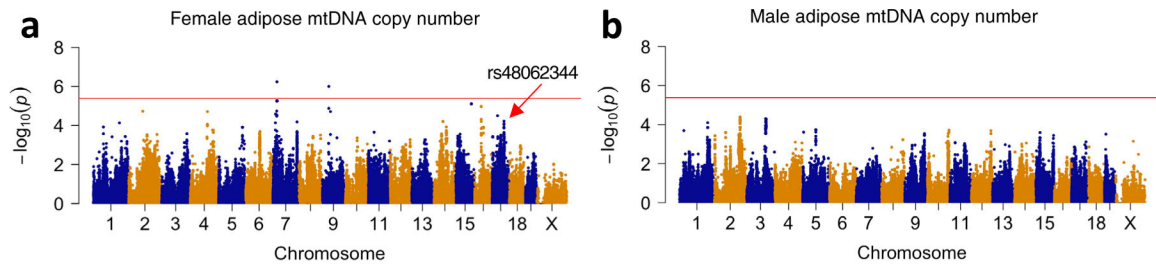 a
Female adipose mtDNA copy number
−log10(p)
8
6
4
2
0
rs48062344
1 2 3 4 5 6 7 9 11 13 15 18 X
Chromosome
b
Male adipose mtDNA copy number
−log10(p)
8
6
4
2
0
1 2 3 4 5 6 7 9 11 13 15 18 X
Chromosome